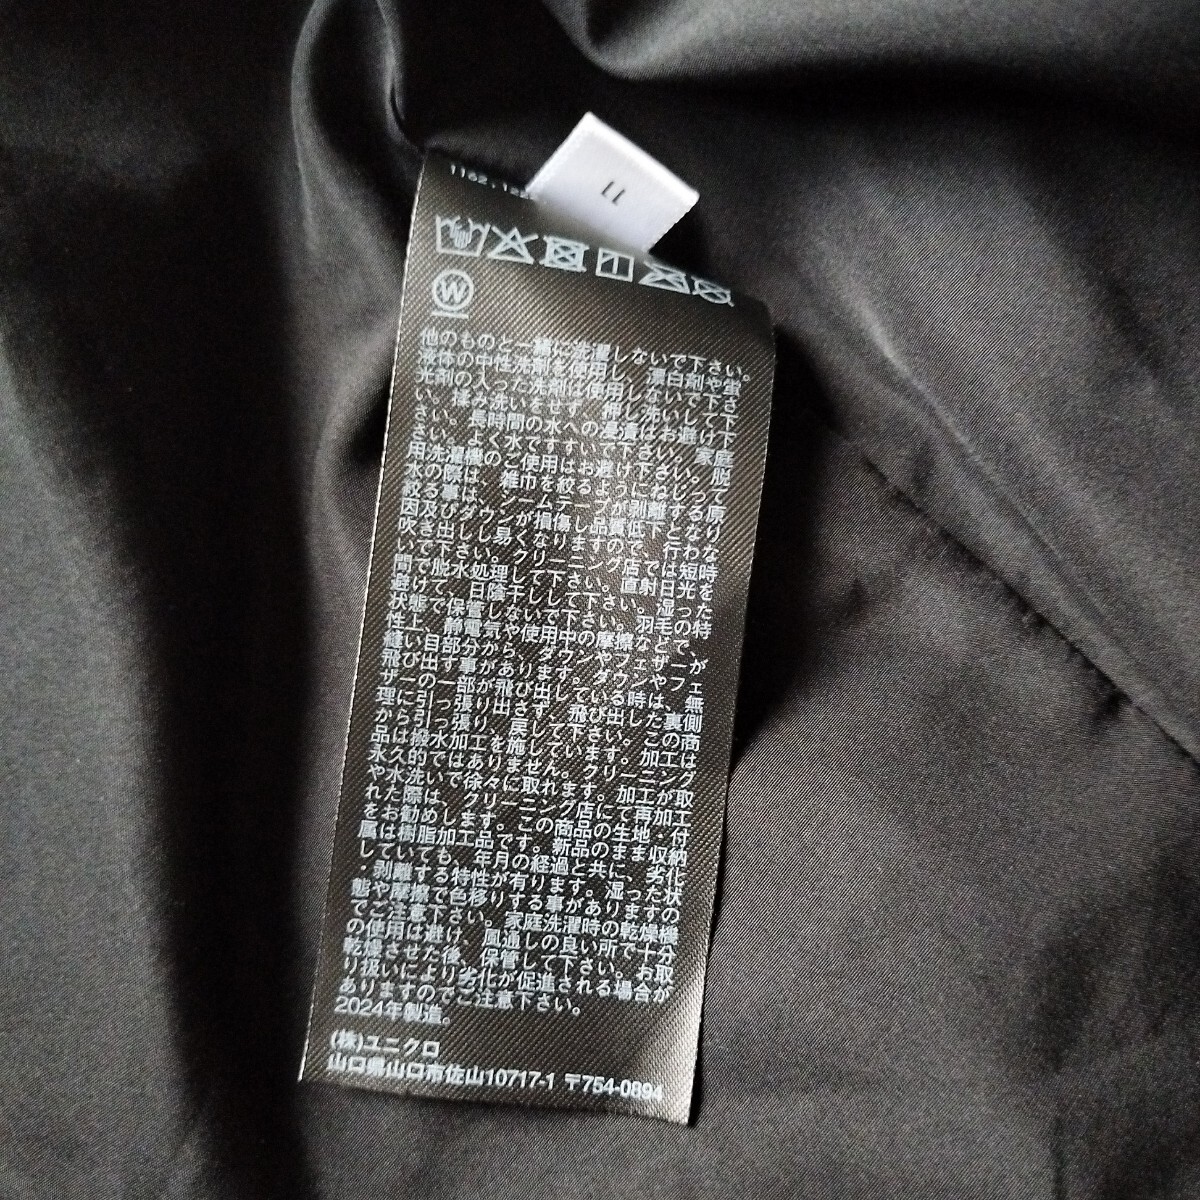 11
W
他のものと一緒に洗濯しないで下さい。
液体の中性洗剤を使用し、漂白剤や蛍
光剤の入った洗剤は使用しないで下さ
い。揉み洗いをせず、押し洗いして下
さい。長時間の水への浸漬はお避け下
さい。よく水ですすいで下さい。家庭
用洗濯機のご使用はお避け下さい。脱
水の際は、雑巾を絞るようにねじって
絞る事は、シームテープが剥離する原
因及びダウンが損傷し品質低下となり
吹き出しし易くなりますので、行わな
いで下さい。クリーニング店では短時
間で脱水処理して下さい。直射日光を
避けて、日陰干しして下さい。湿った
状態で保管しないで下さい。羽毛の特
性上、静電気や使用中の摩擦などで、
縫い目部分から、ダウンやフェザーが
飛び出す事があります。ダウンやフェ
ザーの一部が飛び出している時は、無
理に引っ張り出さず、飛び出した裏側
から引っ張り、戻して下さい。この商
品は撥水加工を施しています。加工は
永久的ではありません。クリーニング
や水洗いで徐々に取れます。加工が取
れた際は、クリーニング店にて再加工
をお勧めします。この商品の生地・付
属は樹脂加工品です。新品のまま収納
していても、年月の経過と共に、劣化
・剥離する特性が有ります。湿った状
態や摩擦で色移りする事がありますの
でご注意下さい。家庭洗濯時の乾燥機
の使用は避け、風通しの良い所で十分
乾燥させた後、保管して下さい。お取
り扱いにより劣化が促進される場合が
ありますのでご注意下さい。
2024年製造。
(株)ユニクロ
山口県山口市佐山10717-1 〒754-0894